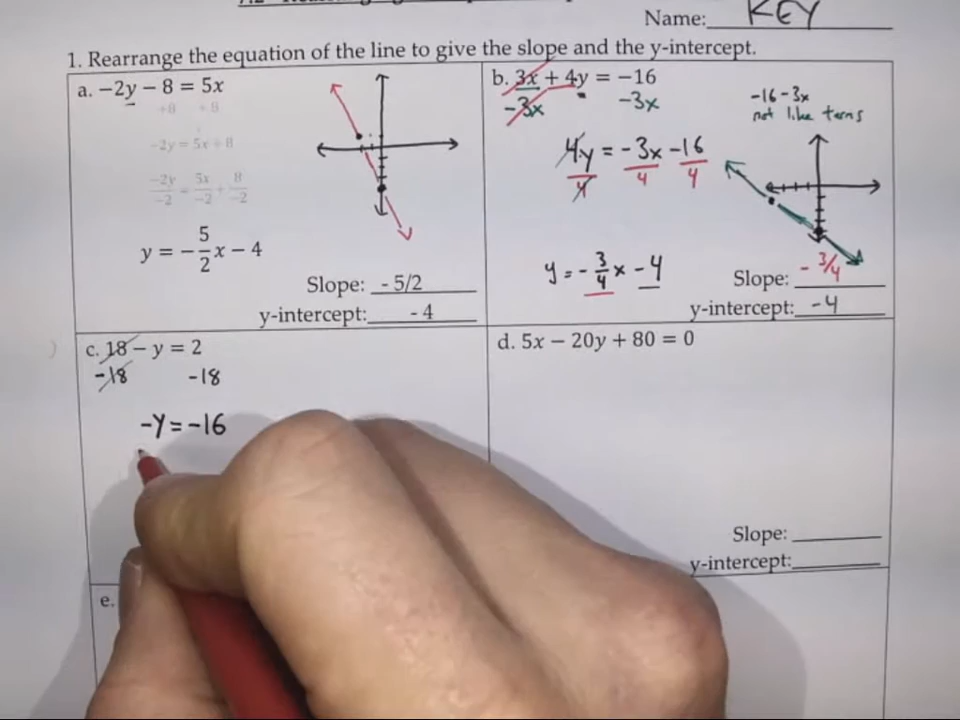 Name: KEY
1. Rearrange the equation of the line to give the slope and the y-intercept.
a. −2y − 8 = 5x
+8 +8
-2y = 5x + 8
-2y/-2 = 5x/-2 + 8/-2
y = −5/2x − 4
Slope: - 5/2
y-intercept: - 4
b. 3x + 4y = −16
-3x -3x
-16 -3x
not like terms
4y/4 = -3x/4 -16/4
y = -3/4x -4
Slope: - 3/4
y-intercept: -4
c. 18 − y = 2
-18 -18
-y = -16
d. 5x − 20y + 80 = 0
Slope:
y-intercept:
e.